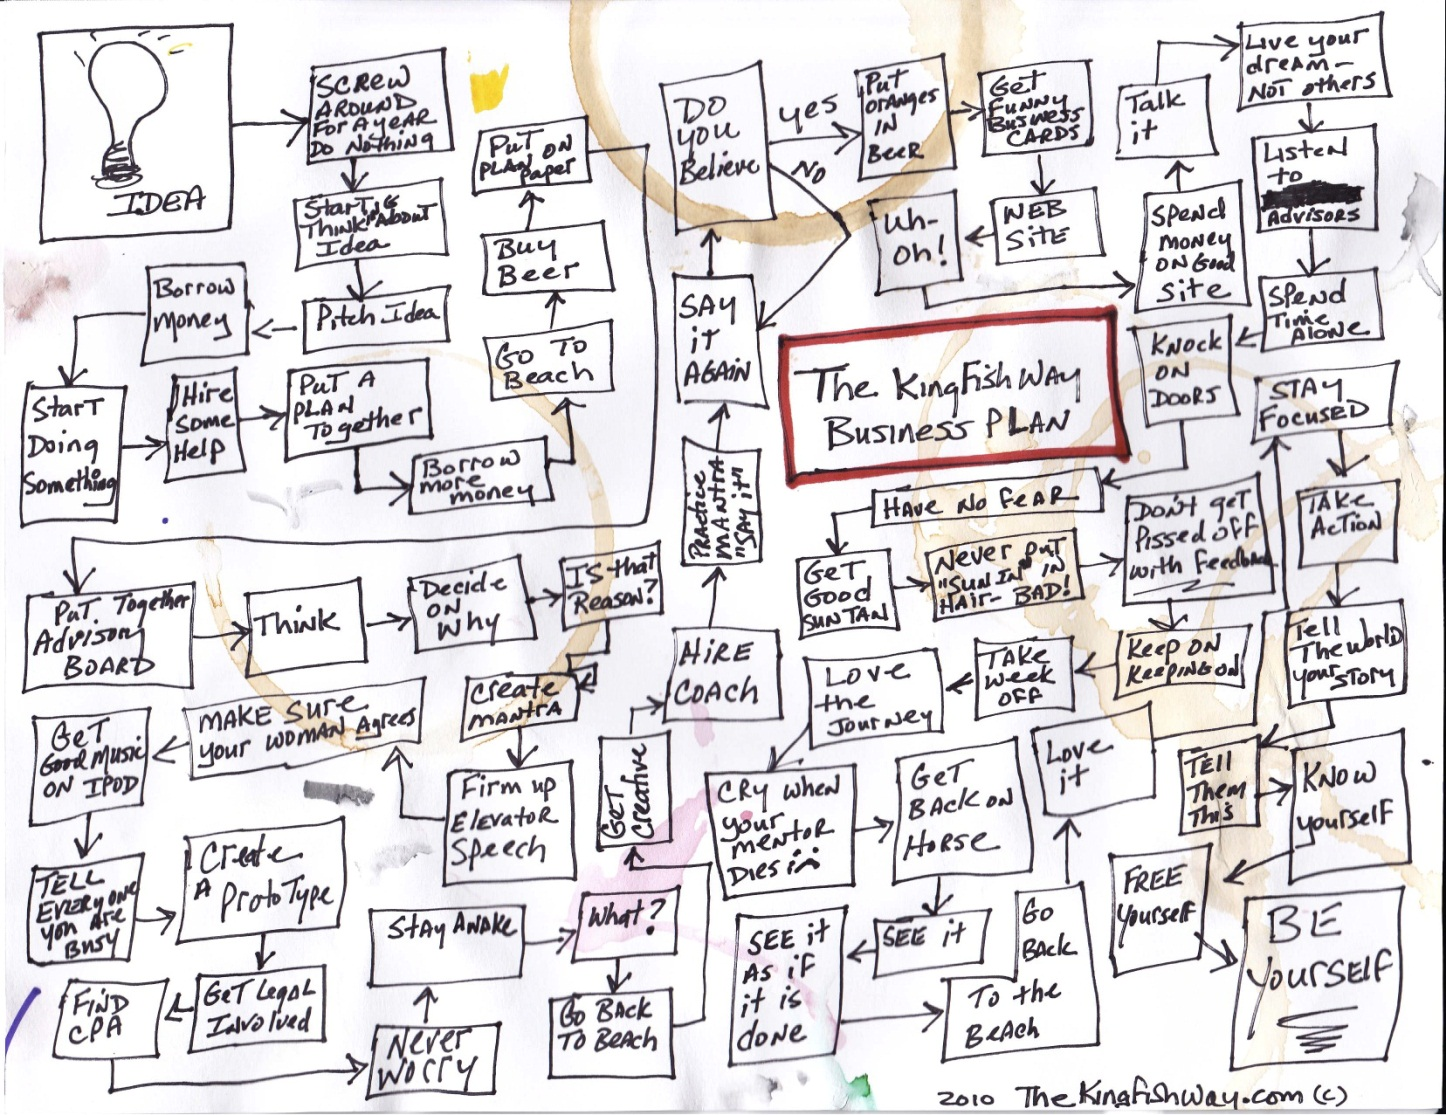 IDEA
SCREW
AROUND
FOR A YEAR
DO NOTHING
STARTING
THINK ABOUT
Idea
Pitch Idea
Borrow
Money
START
Doing
Something
Hire
Some
Help
PUT A
PLAN
Together
Borrow
more
money
Go To
Beach
Buy
Beer
PUT
PLAN ON
Paper
PUT Together
Advisory
BOARD
THINK
Decide
ON
Why
Is that
Reason?
Create
MANTRA
Firm up
Elevator
Speech
MAKE Sure
your WOMAN Agrees
GeT
Good Music
ON IPOD
TELL
EVERYONE
YOU ARE
BUSY
Create
A
ProtoType
GeT Legal
Involved
FIND
CPA
Never
Worry
STAY AWAKE
What?
Go BACK
TO BEACH
GET
Creative
HIRE
COACH
Practice
MANTRA
"SAY iT"
SAY
iT
AGAIN
DO
you
Believe
yes
NO
Put
ORANGES
IN
BEER
GeT
FUNNY
BUSINESS
CARDS
WEB
SITE
Uh-
oh!
SPEND
MONEY
ON Good
SITE
Talk
it
Live your
dream-
NOT others
Listen
to
ADVISORS
SPEND
Time
Alone
KNOCK
ON
DOORS
HAVE NO FEAR
GeT
Good
SUNTAN
Never PUT
"SUN IN" IN
HAIR- BAD!
DON'T get
Pissed off
with Feedback
Keep ON
KEEPING ON
TAKE
Week
OFF
Love
the
Journey
CRY when
your
mentor
Dies
GeT
BACK ON
HORSE
SEE it
SEE iT
As iF
it is
done
Go
BACK
To the
BEACH
Love
it
STAY
FOCUSED
TAKE
ACTION
Tell
The World
your STORY
TELL
Them
This
KNOW
yourself
FREE
yourself
BE
YOURSELF
The KingFish Way
Business PLAN
2010 TheKingfishWay.com (c)